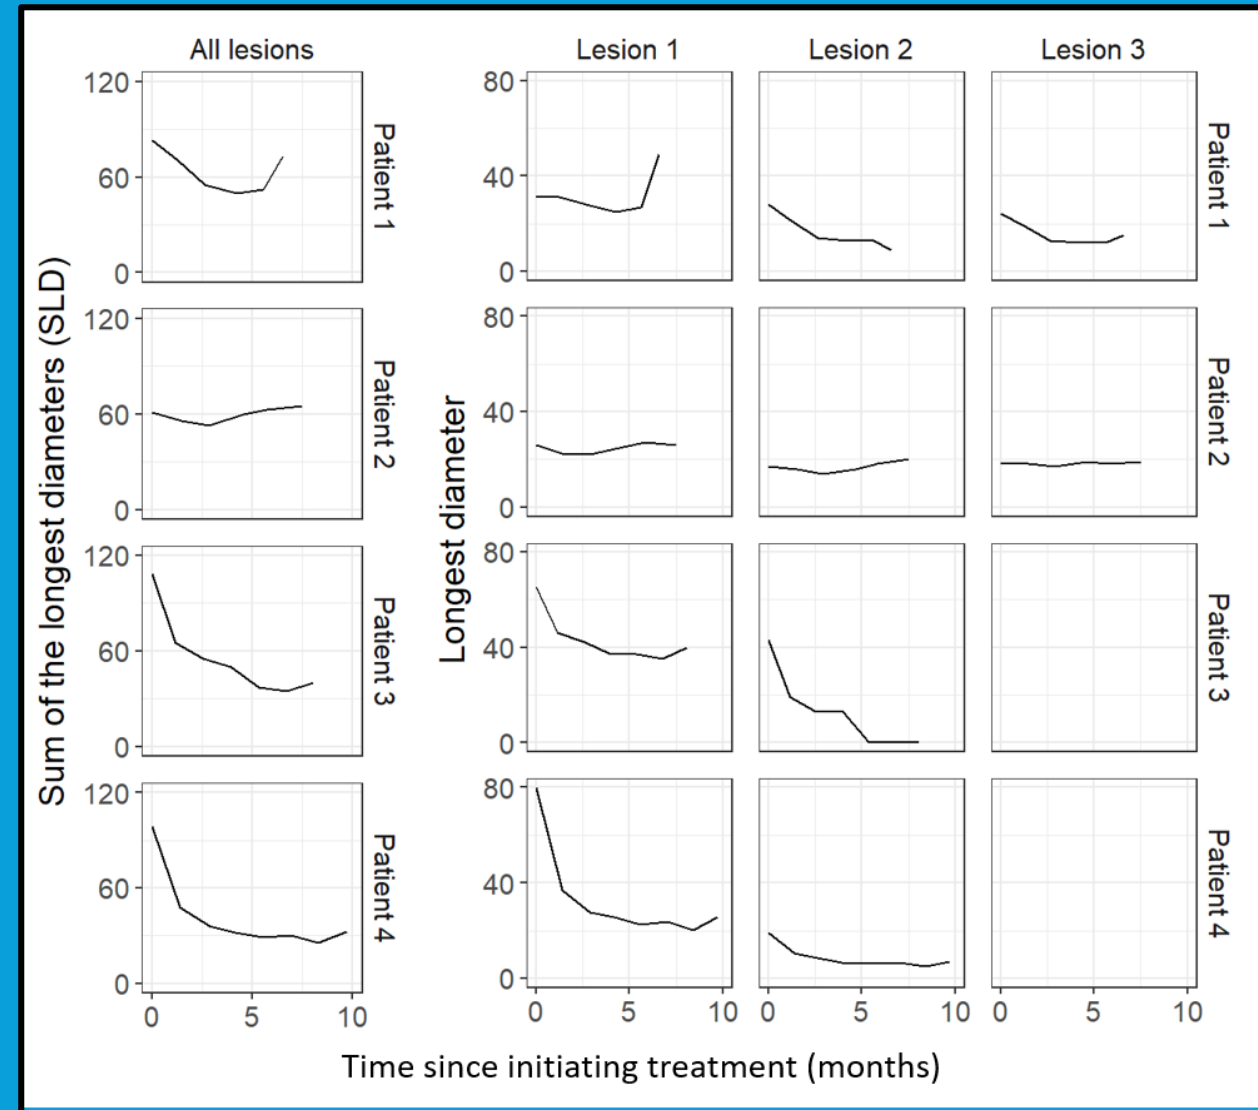 All lesions
Lesion 1
Lesion 2
Lesion 3
Sum of the longest diameters (SLD)
Longest diameter
120
60
0
Patient 1
80
40
0
Patient 1
120
60
0
Patient 2
80
40
0
Patient 2
120
60
0
Patient 3
80
40
0
Patient 3
120
60
0
Patient 4
80
40
0
Patient 4
0 5 10
0 5 10
0 5 10
0 5 10
Time since initiating treatment (months)